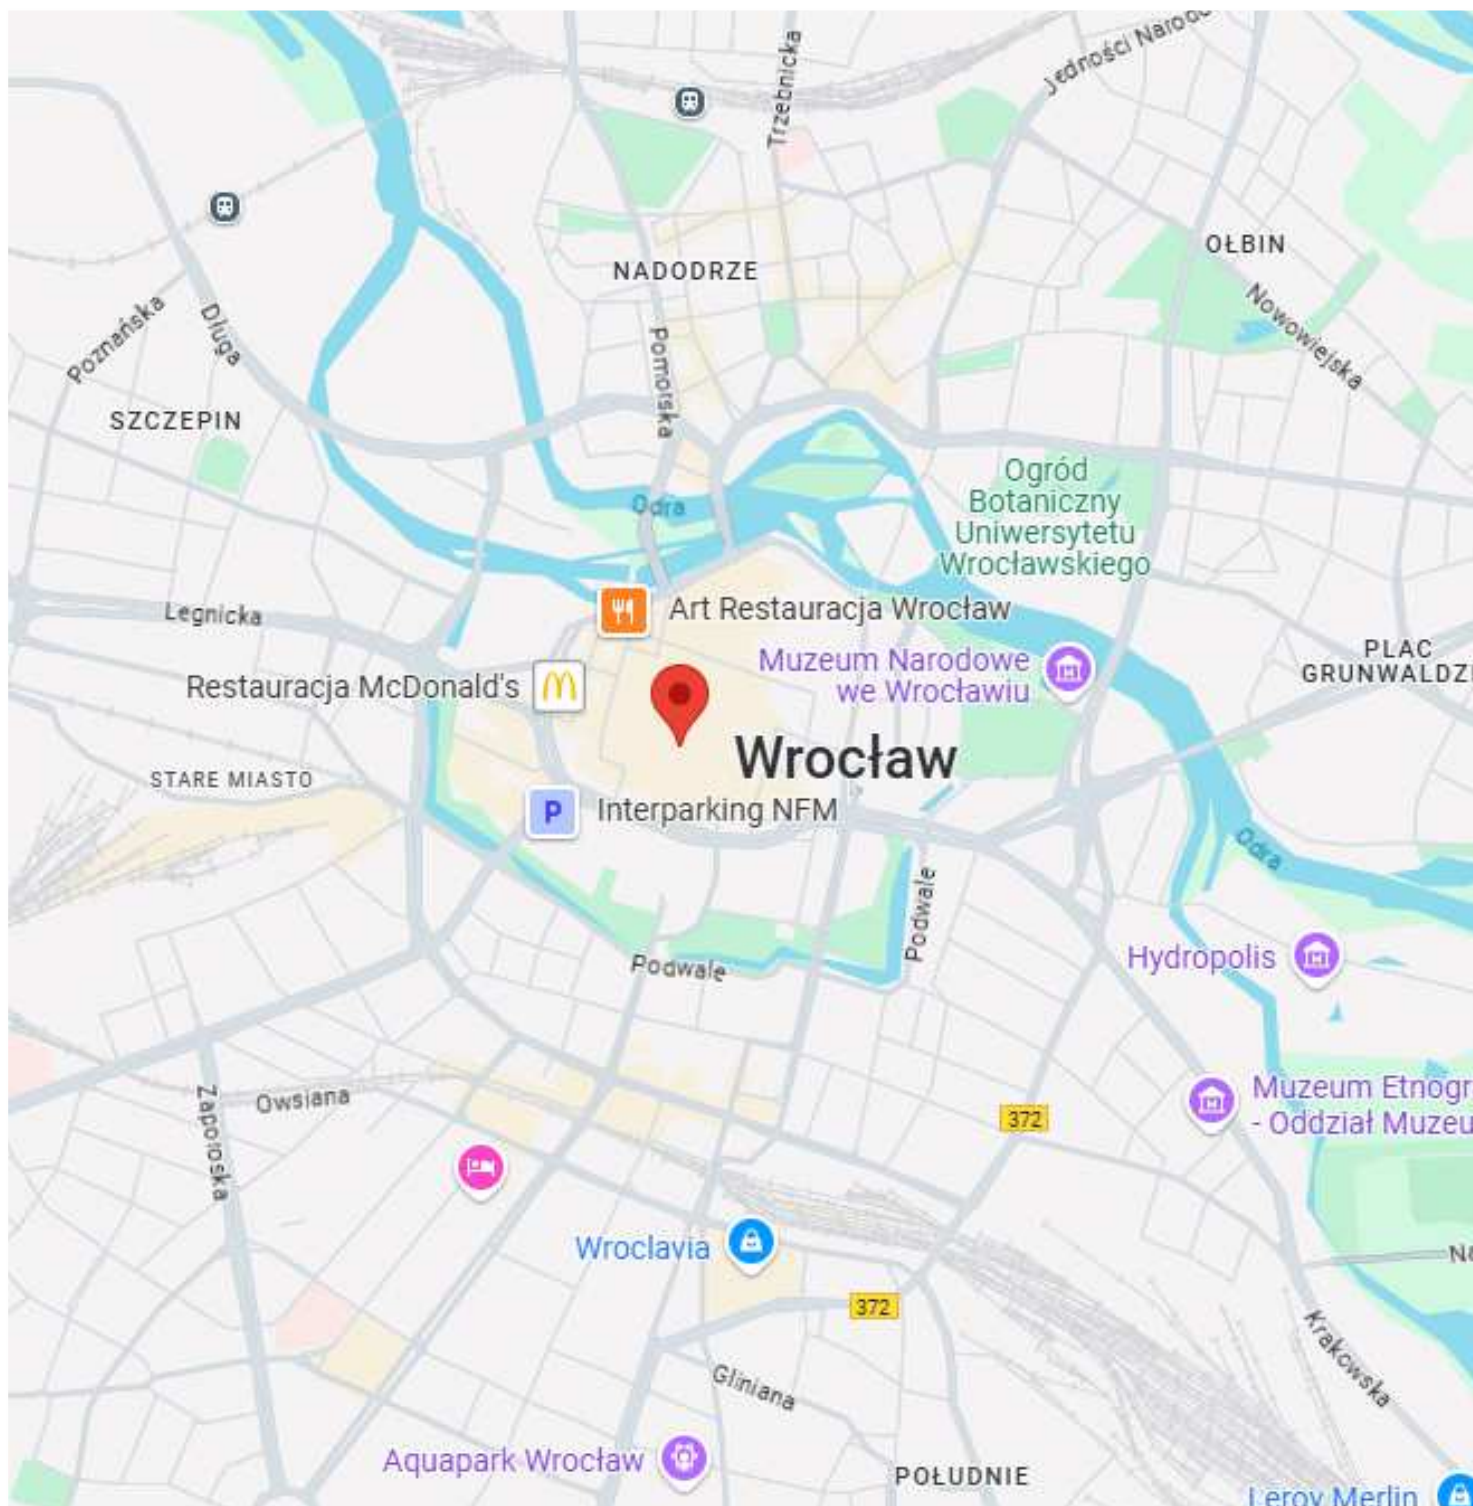 Trzebnicka
Jedności Narodo
OŁBIN
NADODRZE
Nowowiejska
Poznańska
Długa
Pomorska
SZCZEPIN
Ogród
Botaniczny
Uniwersytetu
Wrocławskiego
Odra
Legnicka
Art Restauracja Wrocław
PLAC
GRUNWALDZ
Muzeum Narodowe
we Wrocławiu
Restauracja McDonald's
Wrocław
STARE MIASTO
P
Interparking NFM
Odra
Podwale
Podwale
Hydropolis
Zaporoska
Owsiana
372
Muzeum Etnogr
- Oddział Muzeu
Wroclavia
No
372
Krakowska
Gliniana
Aquapark Wrocław
POŁUDNIE
Leroy Merlin